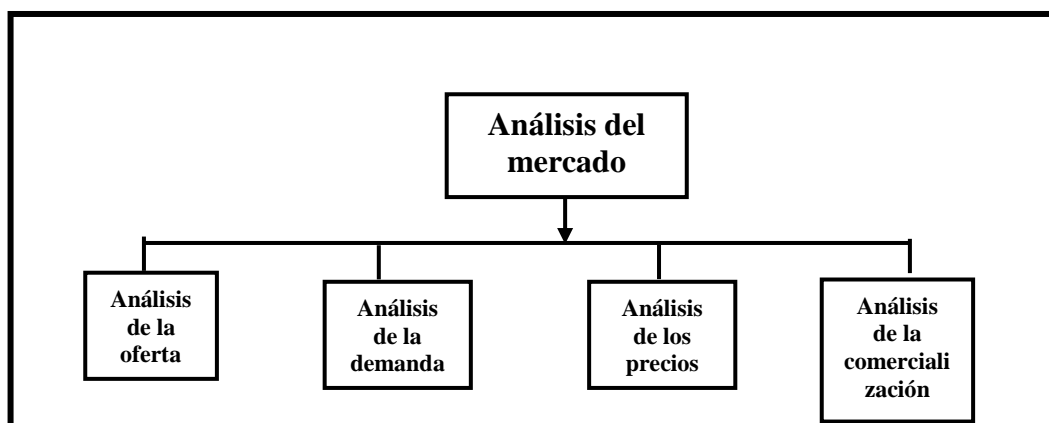 Análisis del
mercado
Análisis
de la
oferta
Análisis
de la
demanda
Análisis
de los
precios
Análisis
de la
comerciali
zación